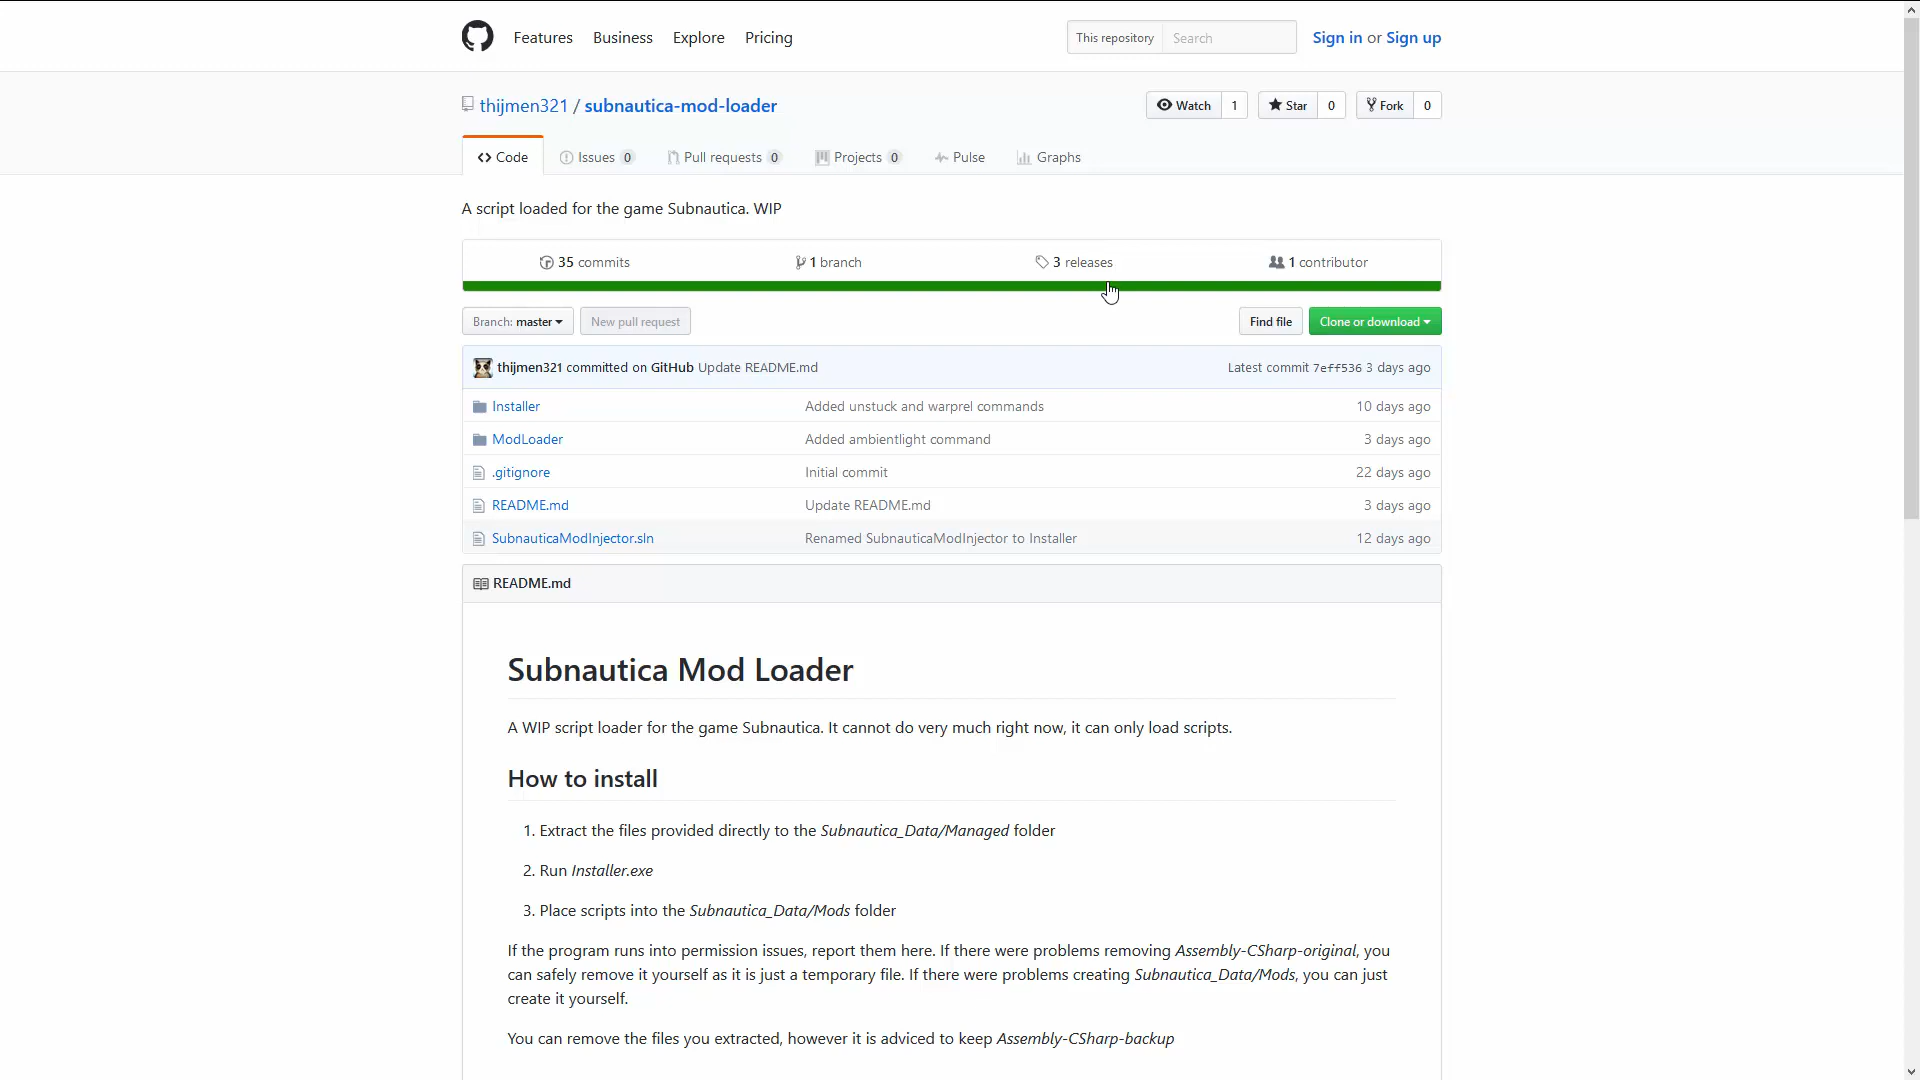 Features Business Explore Pricing This repository Search Sign in or Sign up
thijmen321 / subnautica-mod-loader Watch 1 Star 0 Fork 0
Code Issues 0 Pull requests 0 Projects 0 Pulse Graphs
A script loaded for the game Subnautica. WIP
35 commits 1 branch 3 releases 1 contributor
Branch: master New pull request Find file Clone or download
thijmen321 committed on GitHub Update README.md Latest commit 7eff536 3 days ago
Installer Added unstuck and warprel commands 10 days ago
ModLoader Added ambientlight command 3 days ago
.gitignore Initial commit 22 days ago
README.md Update README.md 3 days ago
SubnauticaModInjector.sln Renamed SubnauticaModInjector to Installer 12 days ago
README.md
Subnautica Mod Loader
A WIP script loader for the game Subnautica. It cannot do very much right now, it can only load scripts.
How to install
1. Extract the files provided directly to the Subnautica_Data/Managed folder
2. Run Installer.exe
3. Place scripts into the Subnautica_Data/Mods folder
If the program runs into permission issues, report them here. If there were problems removing Assembly-CSharp-original, you
can safely remove it yourself as it is just a temporary file. If there were problems creating Subnautica_Data/Mods, you can just
create it yourself.
You can remove the files you extracted, however it is adviced to keep Assembly-CSharp-backup